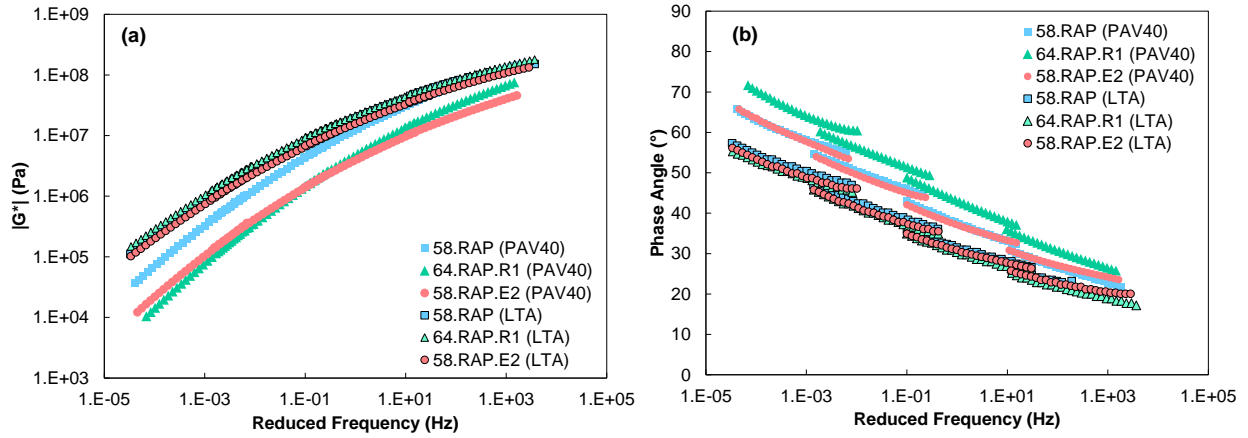 (a)
|G*| (Pa)
1.E+09
1.E+08
1.E+07
1.E+06
1.E+05
1.E+04
1.E+03
58.RAP (PAV40)
64.RAP.R1 (PAV40)
58.RAP.E2 (PAV40)
58.RAP (LTA)
64.RAP.R1 (LTA)
58.RAP.E2 (LTA)
1.E-05
1.E-03
1.E-01
1.E+01
1.E+03
1.E+05
Reduced Frequency (Hz)
(b)
Phase Angle (°)
90
80
70
60
50
40
30
20
10
0
58.RAP (PAV40)
64.RAP.R1 (PAV40)
58.RAP.E2 (PAV40)
58.RAP (LTA)
64.RAP.R1 (LTA)
58.RAP.E2 (LTA)
1.E-05
1.E-03
1.E-01
1.E+01
1.E+03
1.E+05
Reduced Frequency (Hz)